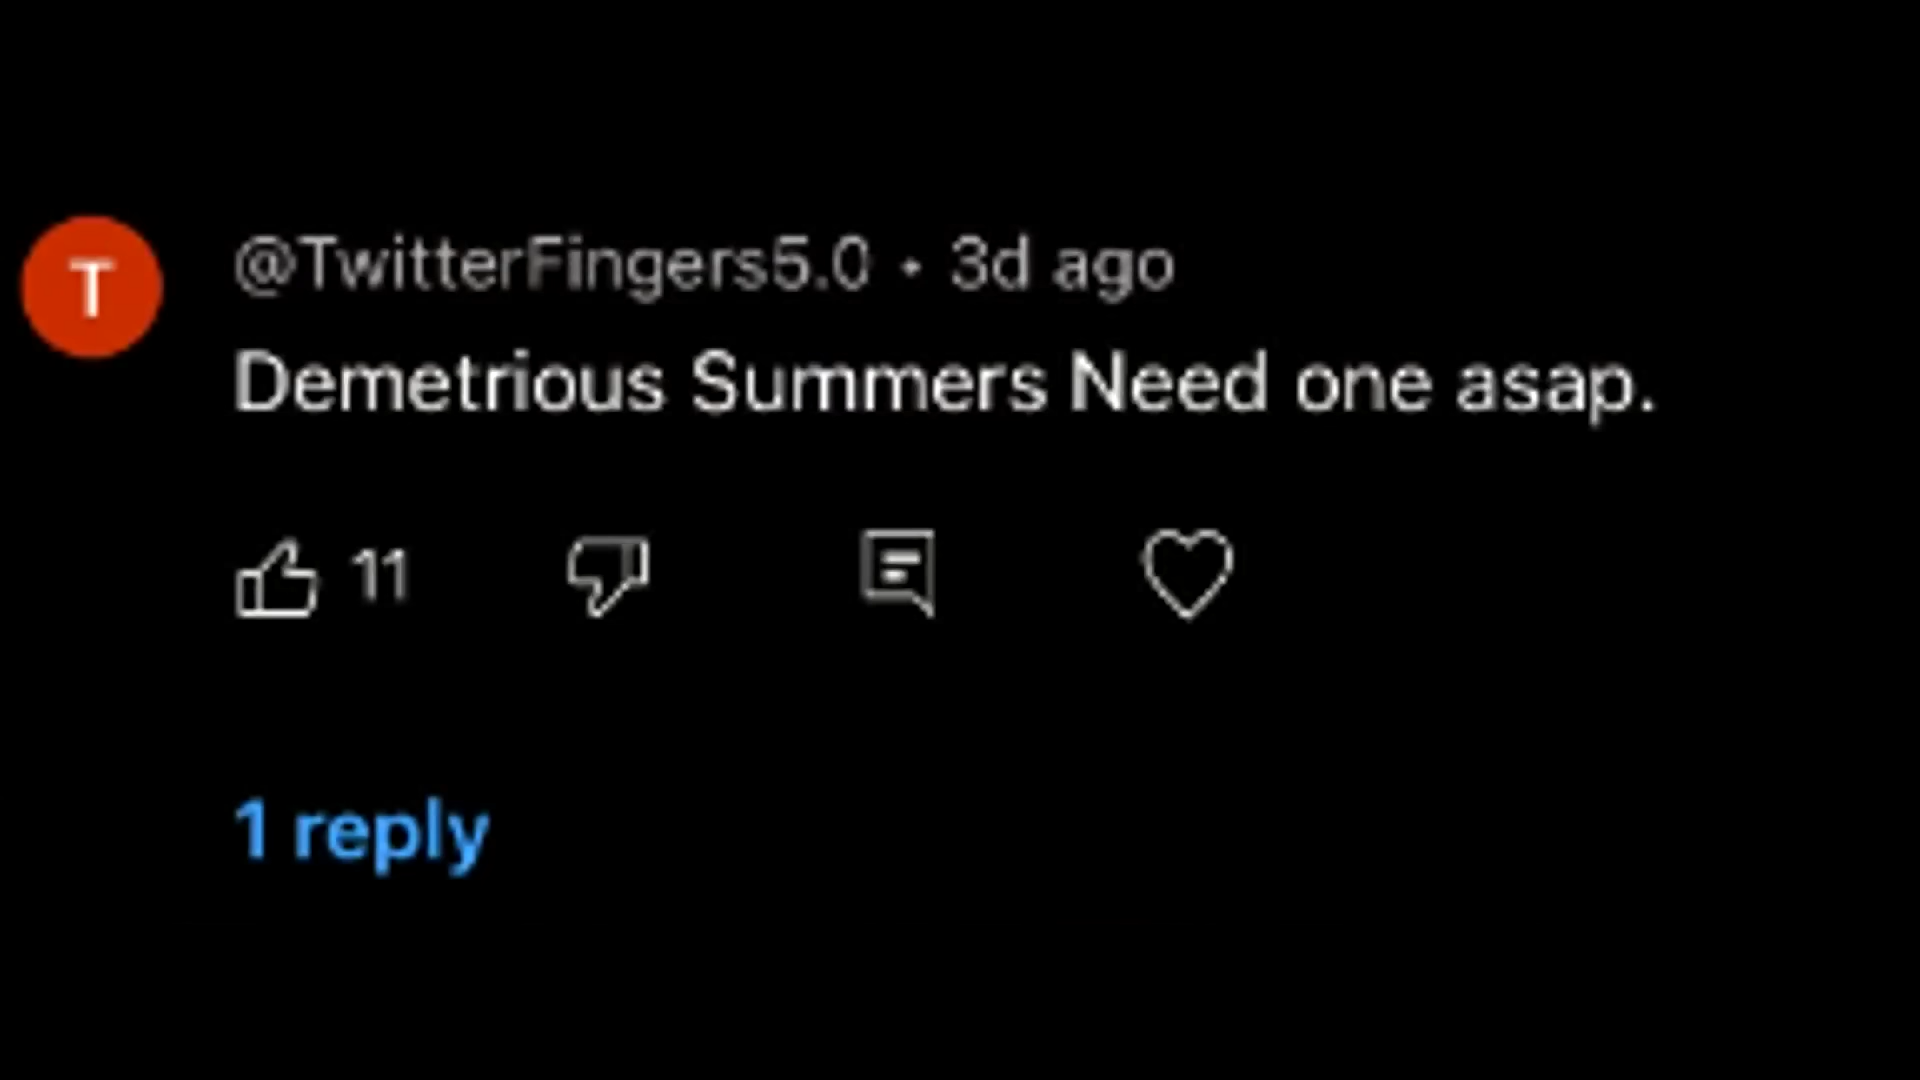 T
@TwitterFingers5.0 • 3d ago
Demetrious Summers Need one asap.
11
1 reply